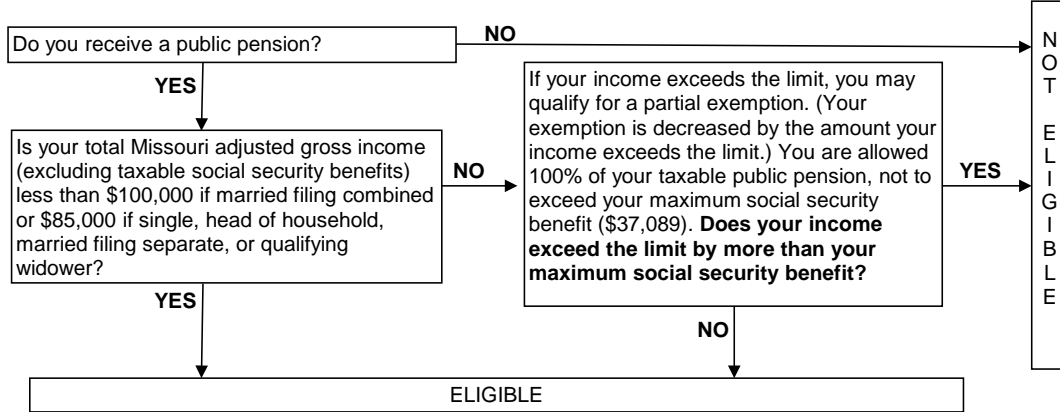 Do you receive a public pension?
NO
YES
Is your total Missouri adjusted gross income
(excluding taxable social security benefits)
less than $100,000 if married filing combined
or $85,000 if single, head of household,
married filing separate, or qualifying
widower?
NO
If your income exceeds the limit, you may
qualify for a partial exemption. (Your
exemption is decreased by the amount your
income exceeds the limit.) You are allowed
100% of your taxable public pension, not to
exceed your maximum social security
benefit ($37,089). Does your income
exceed the limit by more than your
maximum social security benefit?
YES
YES
NO
ELIGIBLE
NOT ELIGIBLE